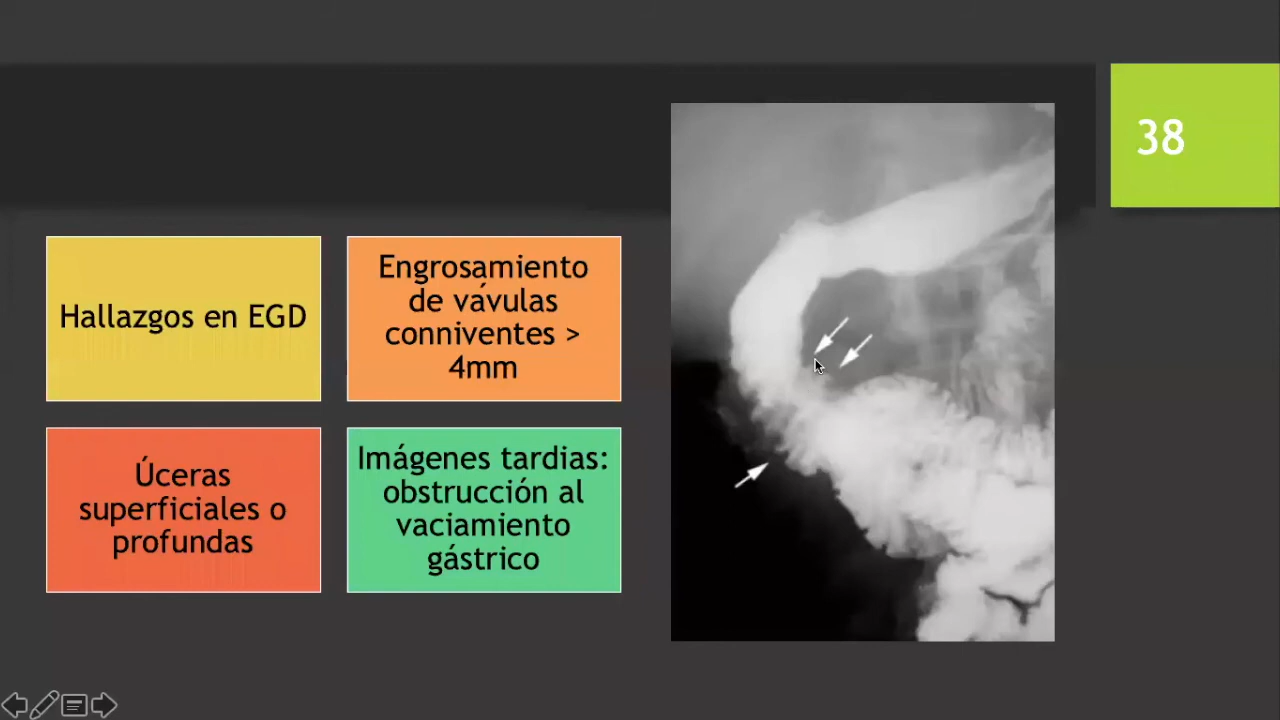 38
Hallazgos en EGD
Engrosamiento
de vávulas
conniventes >
4mm
Úceras
superficiales o
profundas
Imágenes tardias:
obstrucción al
vaciamiento
gástrico